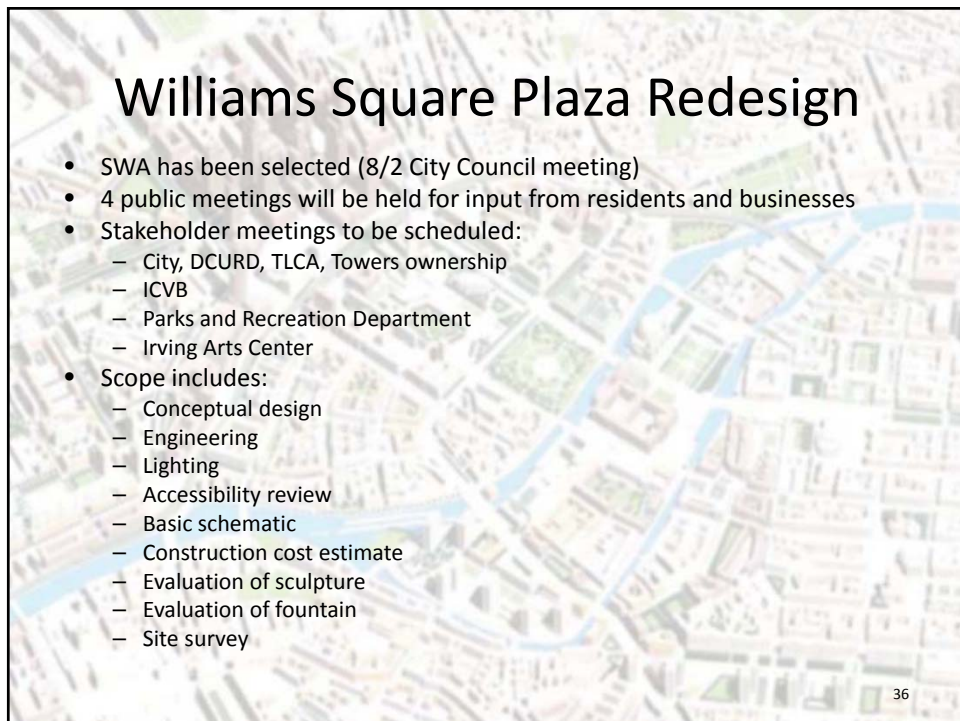 Williams Square Plaza Redesign
• SWA has been selected (8/2 City Council meeting)
• 4 public meetings will be held for input from residents and businesses
• Stakeholder meetings to be scheduled:
– City, DCURD, TLCA, Towers ownership
– ICVB
– Parks and Recreation Department
– Irving Arts Center
• Scope includes:
– Conceptual design
– Engineering
– Lighting
– Accessibility review
– Basic schematic
– Construction cost estimate
– Evaluation of sculpture
– Evaluation of fountain
– Site survey
36